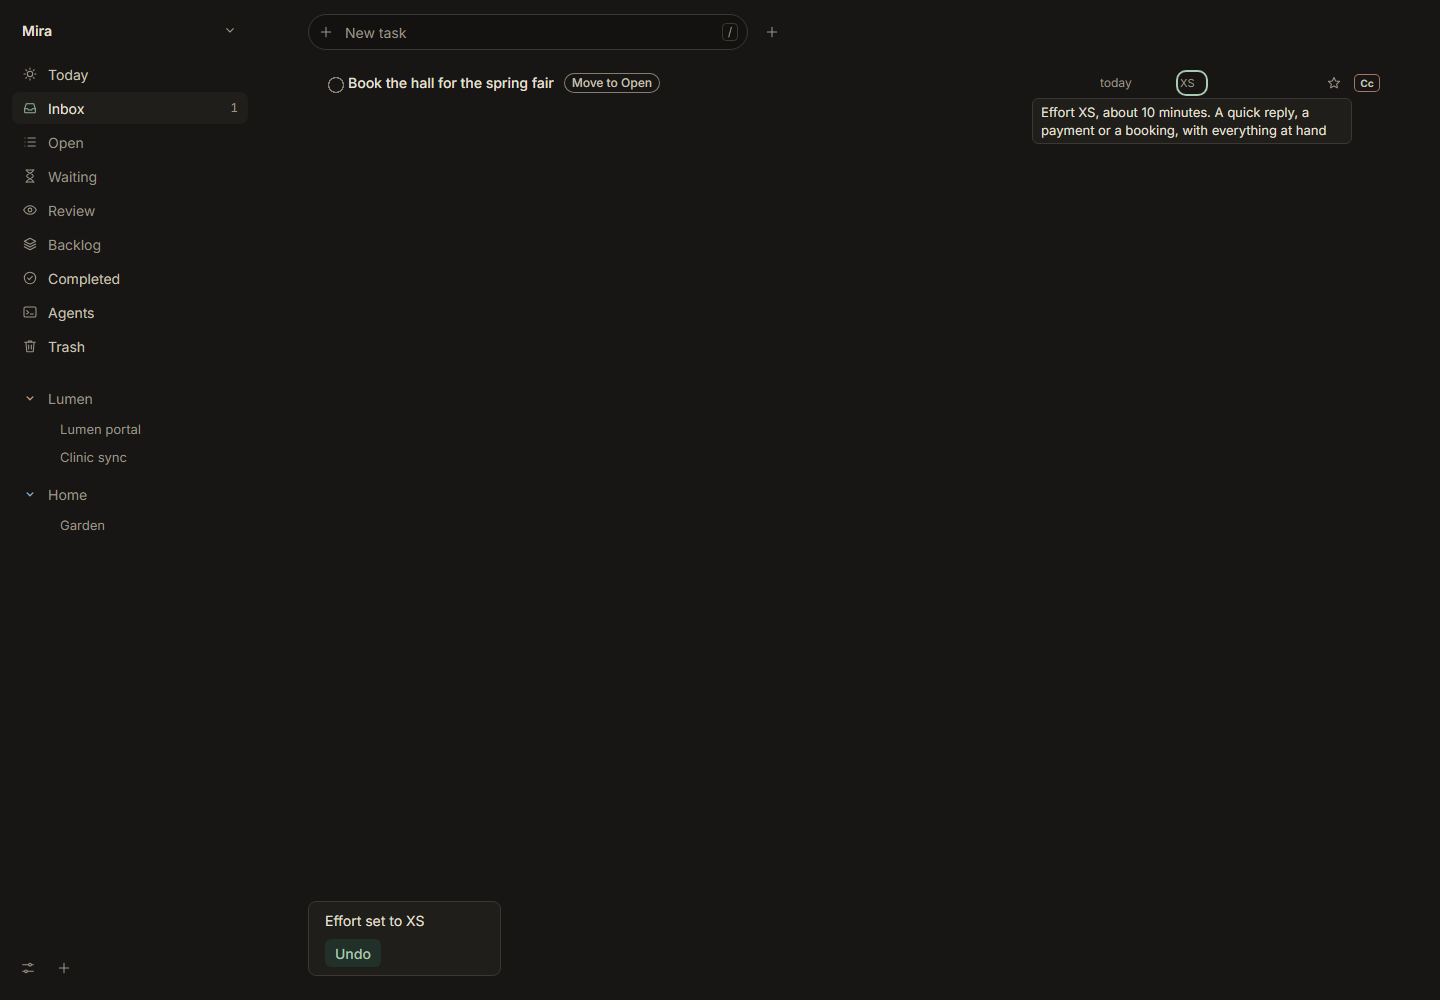 Mira
Today
Inbox 1
Open
Waiting
Review
Backlog
Completed
Agents
Trash
Lumen
Lumen portal
Clinic sync
Home
Garden
New task /
Book the hall for the spring fair Move to Open today XS Cc
Effort XS, about 10 minutes. A quick reply, a
payment or a booking, with everything at hand
Effort set to XS
Undo